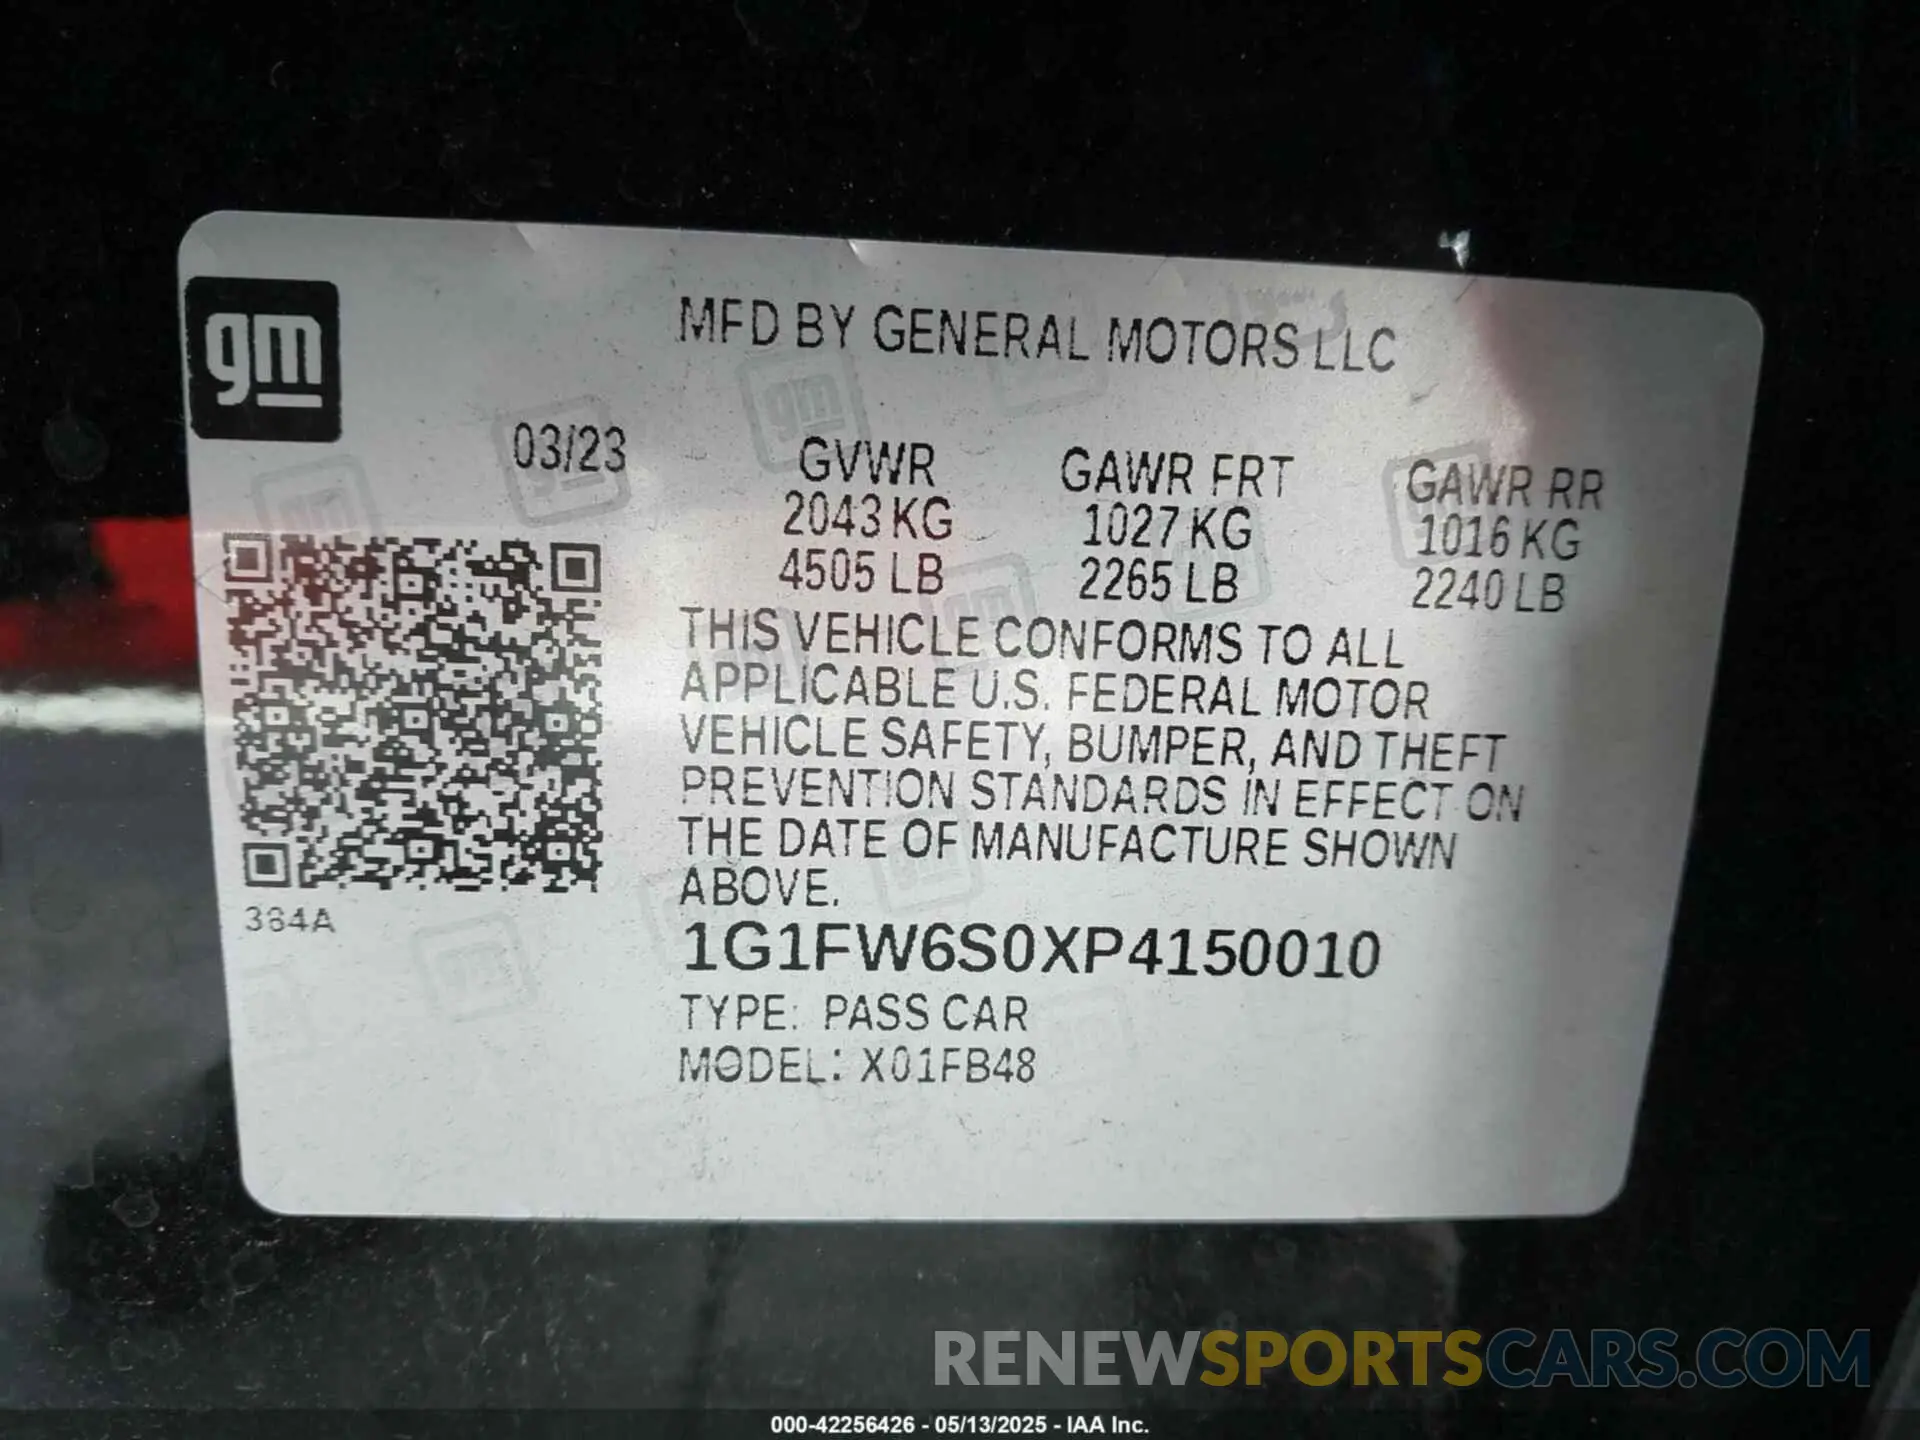 gm
MFD BY GENERAL MOTORS LLC
03/23
GVWR GAWR FRT GAWR RR
2043 KG 1027 KG 1016 KG
4505 LB 2265 LB 2240 LB
THIS VEHICLE CONFORMS TO ALL
APPLICABLE U.S. FEDERAL MOTOR
VEHICLE SAFETY, BUMPER, AND THEFT
PREVENTION STANDARDS IN EFFECT ON
THE DATE OF MANUFACTURE SHOWN
ABOVE.
384A
1G1FW6S0XP4150010
TYPE: PASS CAR
MODEL: X01FB48
RENEWSPORTSCARS.COM
000-42256426 - 05/13/2025 - IAA Inc.